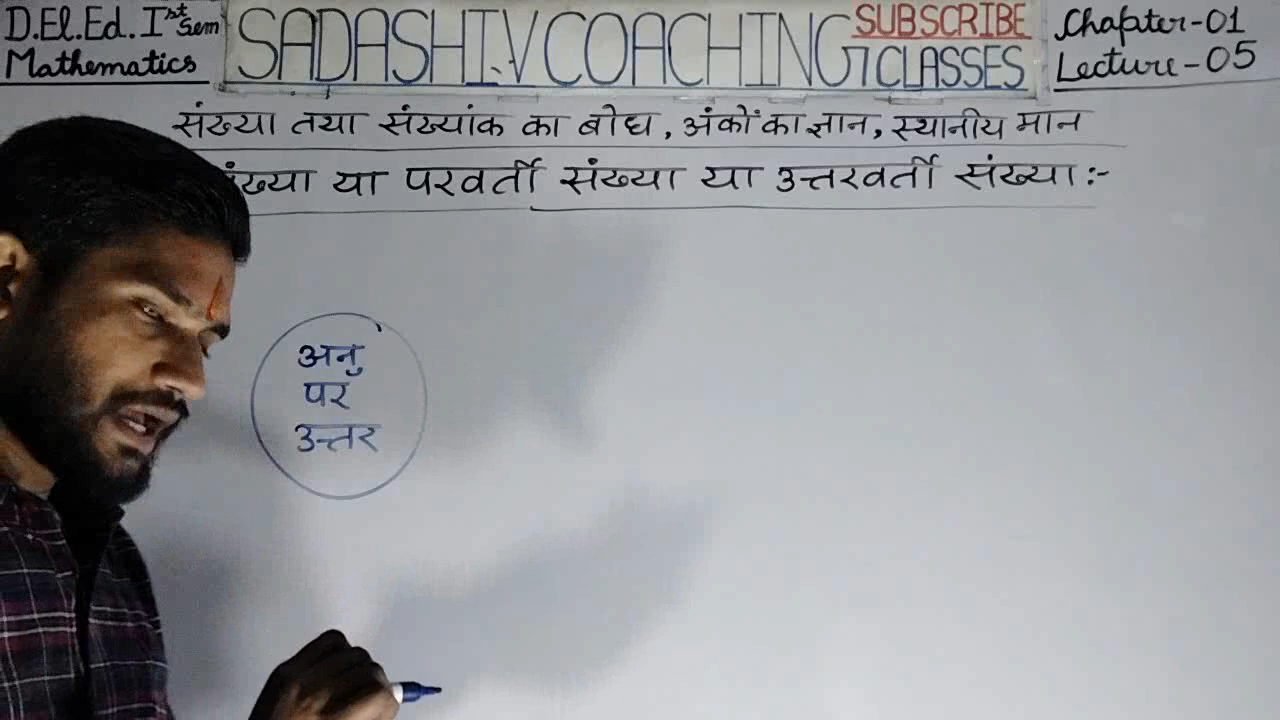 D.El.Ed. Ist Sem
Mathematics
SADASHIV COACHING CLASSES
SUBSCRIBE
Chapter-01
Lecture-05
संख्या तथा संख्यांक का बोध, अंकों का ज्ञान, स्थानीय मान
या परवर्ती संख्या या उत्तरवर्ती संख्या:-
अनु
पर
उत्तर